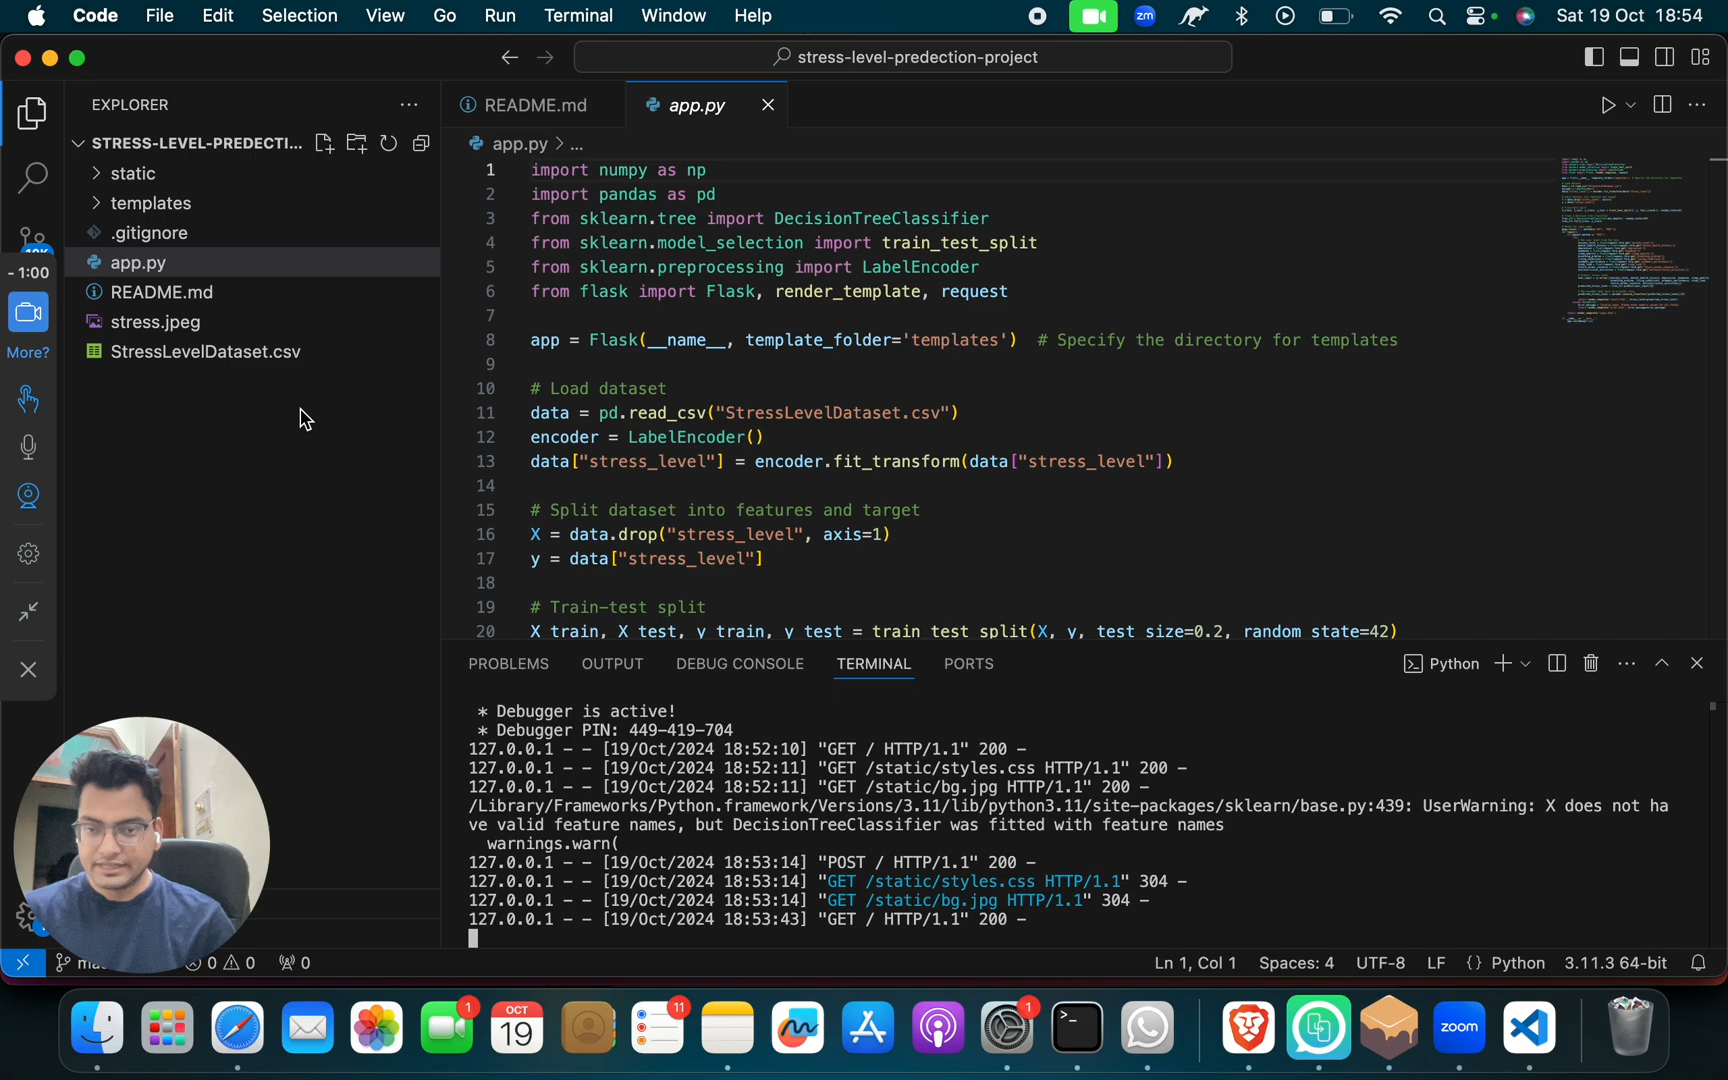 Code File Edit Selection View Go Run Terminal Window Help
zm
Sat 19 Oct 18:54
stress-level-predection-project
EXPLORER
STRESS-LEVEL-PREDECTI...
static
templates
.gitignore
app.py
README.md
stress.jpeg
StressLevelDataset.csv
- 1:00
More?
README.md
app.py
app.py > ...
1 import numpy as np
2 import pandas as pd
3 from sklearn.tree import DecisionTreeClassifier
4 from sklearn.model_selection import train_test_split
5 from sklearn.preprocessing import LabelEncoder
6 from flask import Flask, render_template, request
7
8 app = Flask(__name__, template_folder='templates')  # Specify the directory for templates
9
10 # Load dataset
11 data = pd.read_csv("StressLevelDataset.csv")
12 encoder = LabelEncoder()
13 data["stress_level"] = encoder.fit_transform(data["stress_level"])
14
15 # Split dataset into features and target
16 X = data.drop("stress_level", axis=1)
17 y = data["stress_level"]
18
19 # Train-test split
20 X_train, X_test, y_train, y_test = train_test_split(X, y, test_size=0.2, random_state=42)
PROBLEMS OUTPUT DEBUG CONSOLE TERMINAL PORTS
Python
* Debugger is active!
* Debugger PIN: 449-419-704
127.0.0.1 - - [19/Oct/2024 18:52:10] "GET / HTTP/1.1" 200 -
127.0.0.1 - - [19/Oct/2024 18:52:11] "GET /static/styles.css HTTP/1.1" 200 -
127.0.0.1 - - [19/Oct/2024 18:52:11] "GET /static/bg.jpg HTTP/1.1" 200 -
/Library/Frameworks/Python.framework/Versions/3.11/lib/python3.11/site-packages/sklearn/base.py:439: UserWarning: X does not ha
ve valid feature names, but DecisionTreeClassifier was fitted with feature names
warnings.warn(
127.0.0.1 - - [19/Oct/2024 18:53:14] "POST / HTTP/1.1" 200 -
127.0.0.1 - - [19/Oct/2024 18:53:14] "GET /static/styles.css HTTP/1.1" 304 -
127.0.0.1 - - [19/Oct/2024 18:53:14] "GET /static/bg.jpg HTTP/1.1" 304 -
127.0.0.1 - - [19/Oct/2024 18:53:43] "GET / HTTP/1.1" 200 -
0 0 0
Ln 1, Col 1 Spaces: 4 UTF-8 LF {} Python 3.11.3 64-bit
1
OCT
19
11
1
zoom